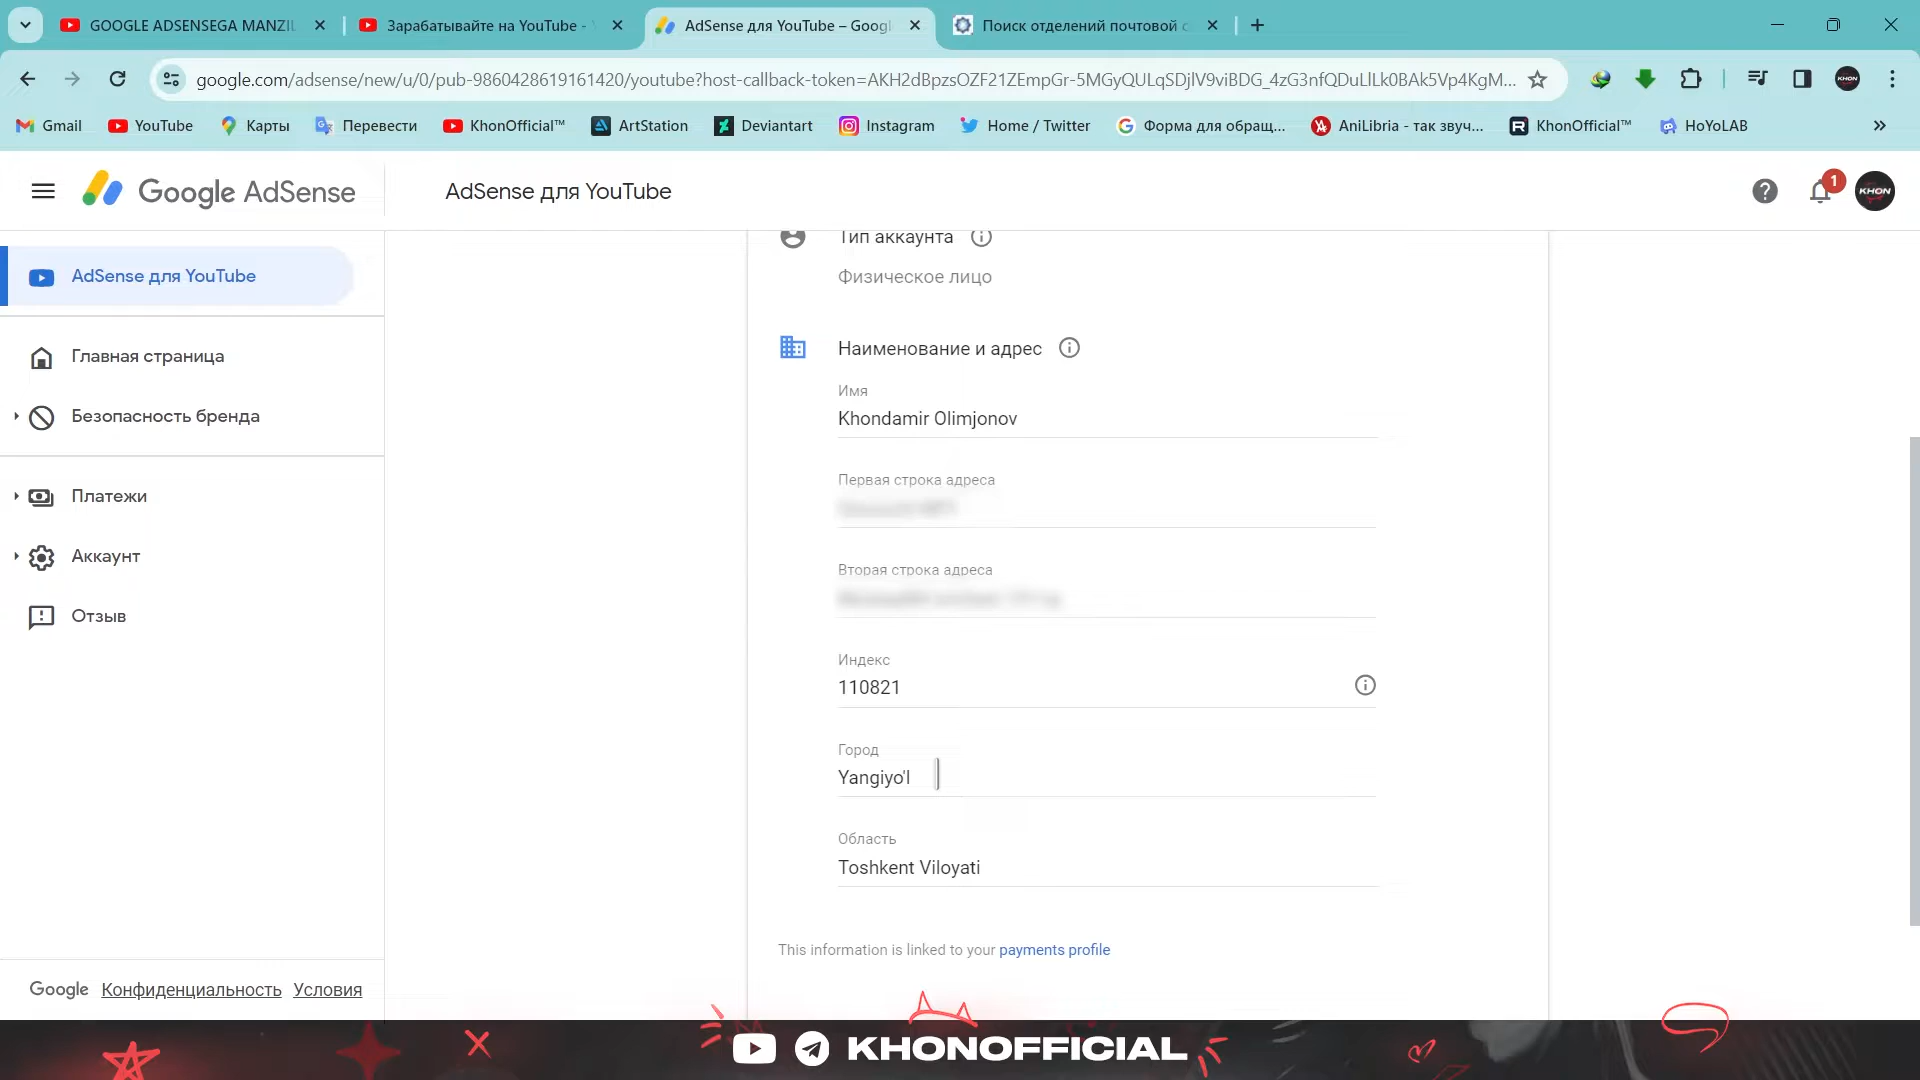 GOOGLE ADSENSEGA MANZIL
Зарабатывайте на YouTube -
AdSense для YouTube – Googl
Поиск отделений почтовой с
google.com/adsense/new/u/0/pub-9860428619161420/youtube?host-callback-token=AKH2dBpzsOZF21ZEmpGr-5MGyQULqSDjlV9viBDG_4zG3nfQDuLlLk0BAk5Vp4KgM...
Gmail
YouTube
Карты
Перевести
KhonOfficial™
ArtStation
Deviantart
Instagram
Home / Twitter
Форма для обращ...
AniLibria - так звуч...
KhonOfficial™
HoYoLAB
Google AdSense
AdSense для YouTube
1
KHON
AdSense для YouTube
Главная страница
Безопасность бренда
Платежи
Аккаунт
Отзыв
Google Конфиденциальность Условия
Тип аккаунта
Физическое лицо
Наименование и адрес
Имя
Khondamir Olimjonov
Первая строка адреса
Вторая строка адреса
Индекс
110821
Город
Yangiyo'l
Область
Toshkent Viloyati
This information is linked to your payments profile
KHONOFFICIAL